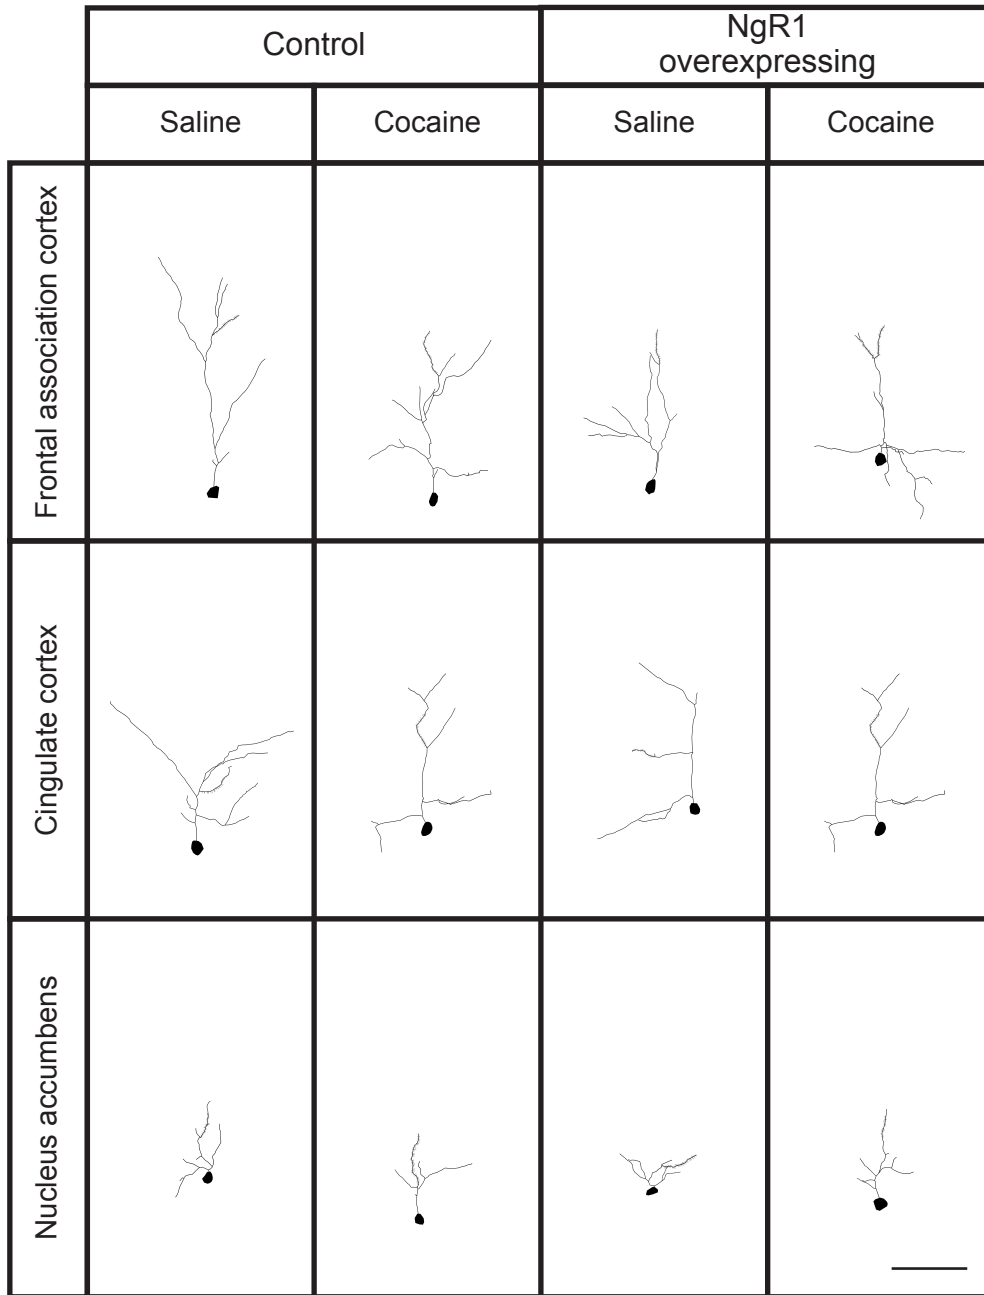 Control
NgR1
overexpressing
Saline
Cocaine
Saline
Cocaine
Frontal association cortex
Cingulate cortex
Nucleus accumbens